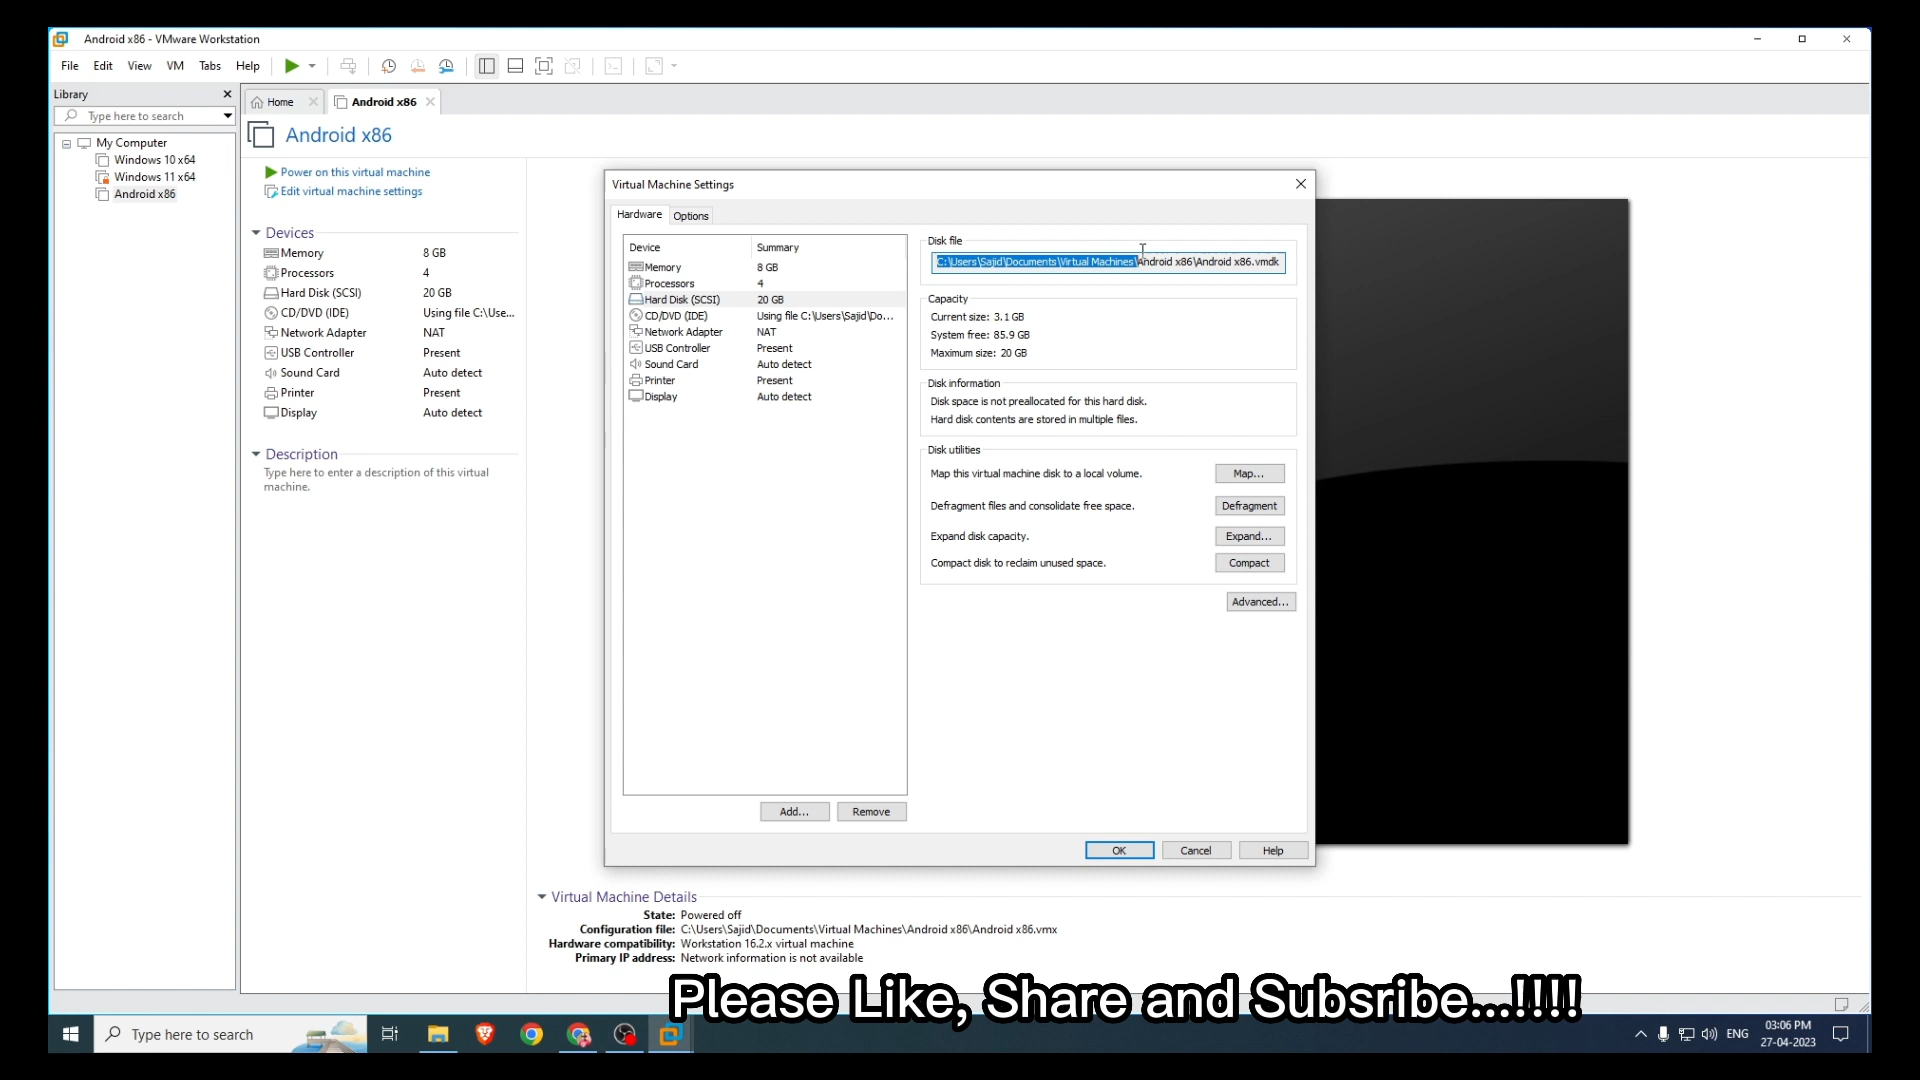 Android x86 - VMware Workstation
File Edit View VM Tabs Help
Library
Type here to search
My Computer
Windows 10 x64
Windows 11 x64
Android x86
Home
Android x86
Android x86
Power on this virtual machine
Edit virtual machine settings
Devices
Memory 8 GB
Processors 4
Hard Disk (SCSI) 20 GB
CD/DVD (IDE) Using file C:\Use...
Network Adapter NAT
USB Controller Present
Sound Card Auto detect
Printer Present
Display Auto detect
Description
Type here to enter a description of this virtual
machine.
Virtual Machine Settings
Hardware Options
Device Summary
Memory 8 GB
Processors 4
Hard Disk (SCSI) 20 GB
CD/DVD (IDE) Using file C:\Users\Sajid\Do...
Network Adapter NAT
USB Controller Present
Sound Card Auto detect
Printer Present
Display Auto detect
Add... Remove
Disk file
C:\Users\Sajid\Documents\Virtual Machines\Android x86\Android x86.vmdk
Capacity
Current size: 3.1 GB
System free: 85.9 GB
Maximum size: 20 GB
Disk information
Disk space is not preallocated for this hard disk.
Hard disk contents are stored in multiple files.
Disk utilities
Map this virtual machine disk to a local volume. Map...
Defragment files and consolidate free space. Defragment
Expand disk capacity. Expand...
Compact disk to reclaim unused space. Compact
Advanced...
OK Cancel Help
Virtual Machine Details
State: Powered off
Configuration file: C:\Users\Sajid\Documents\Virtual Machines\Android x86\Android x86.vmx
Hardware compatibility: Workstation 16.2.x virtual machine
Primary IP address: Network information is not available
Please Like, Share and Subsribe...!!!!
Type here to search
ENG
03:06 PM
27-04-2023